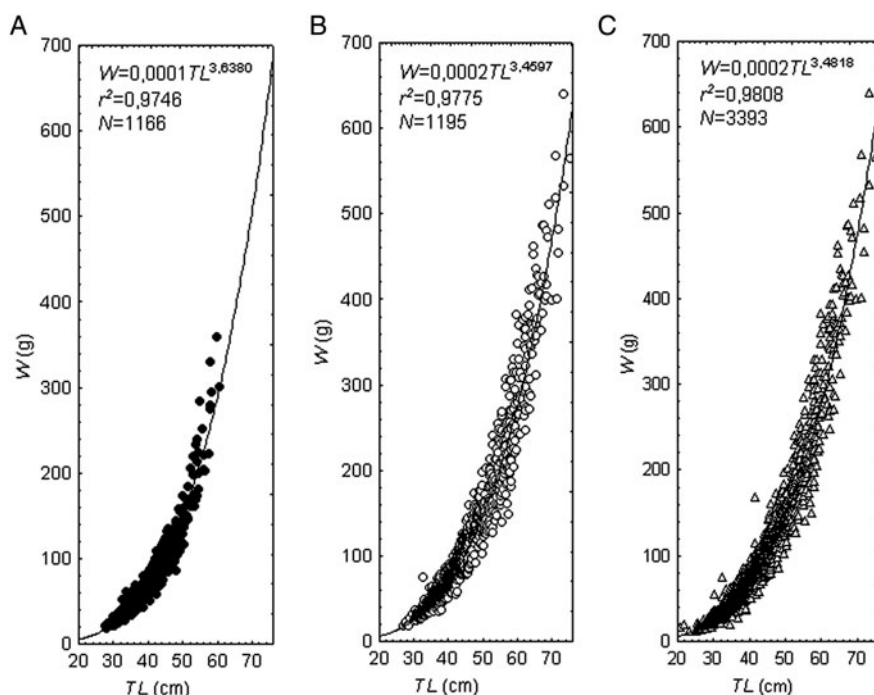 A
W=0,0001TL3,6380
r2=0,9746
N=1166
700
600
500
400
300
200
100
0
W (g)
20 30 40 50 60 70
TL (cm)
B
W=0,0002TL3,4597
r2=0,9775
N=1195
700
600
500
400
300
200
100
0
W (g)
20 30 40 50 60 70
TL (cm)
C
W=0,0002TL3,4818
r2=0,9808
N=3393
700
600
500
400
300
200
100
0
W (g)
20 30 40 50 60 70
TL (cm)